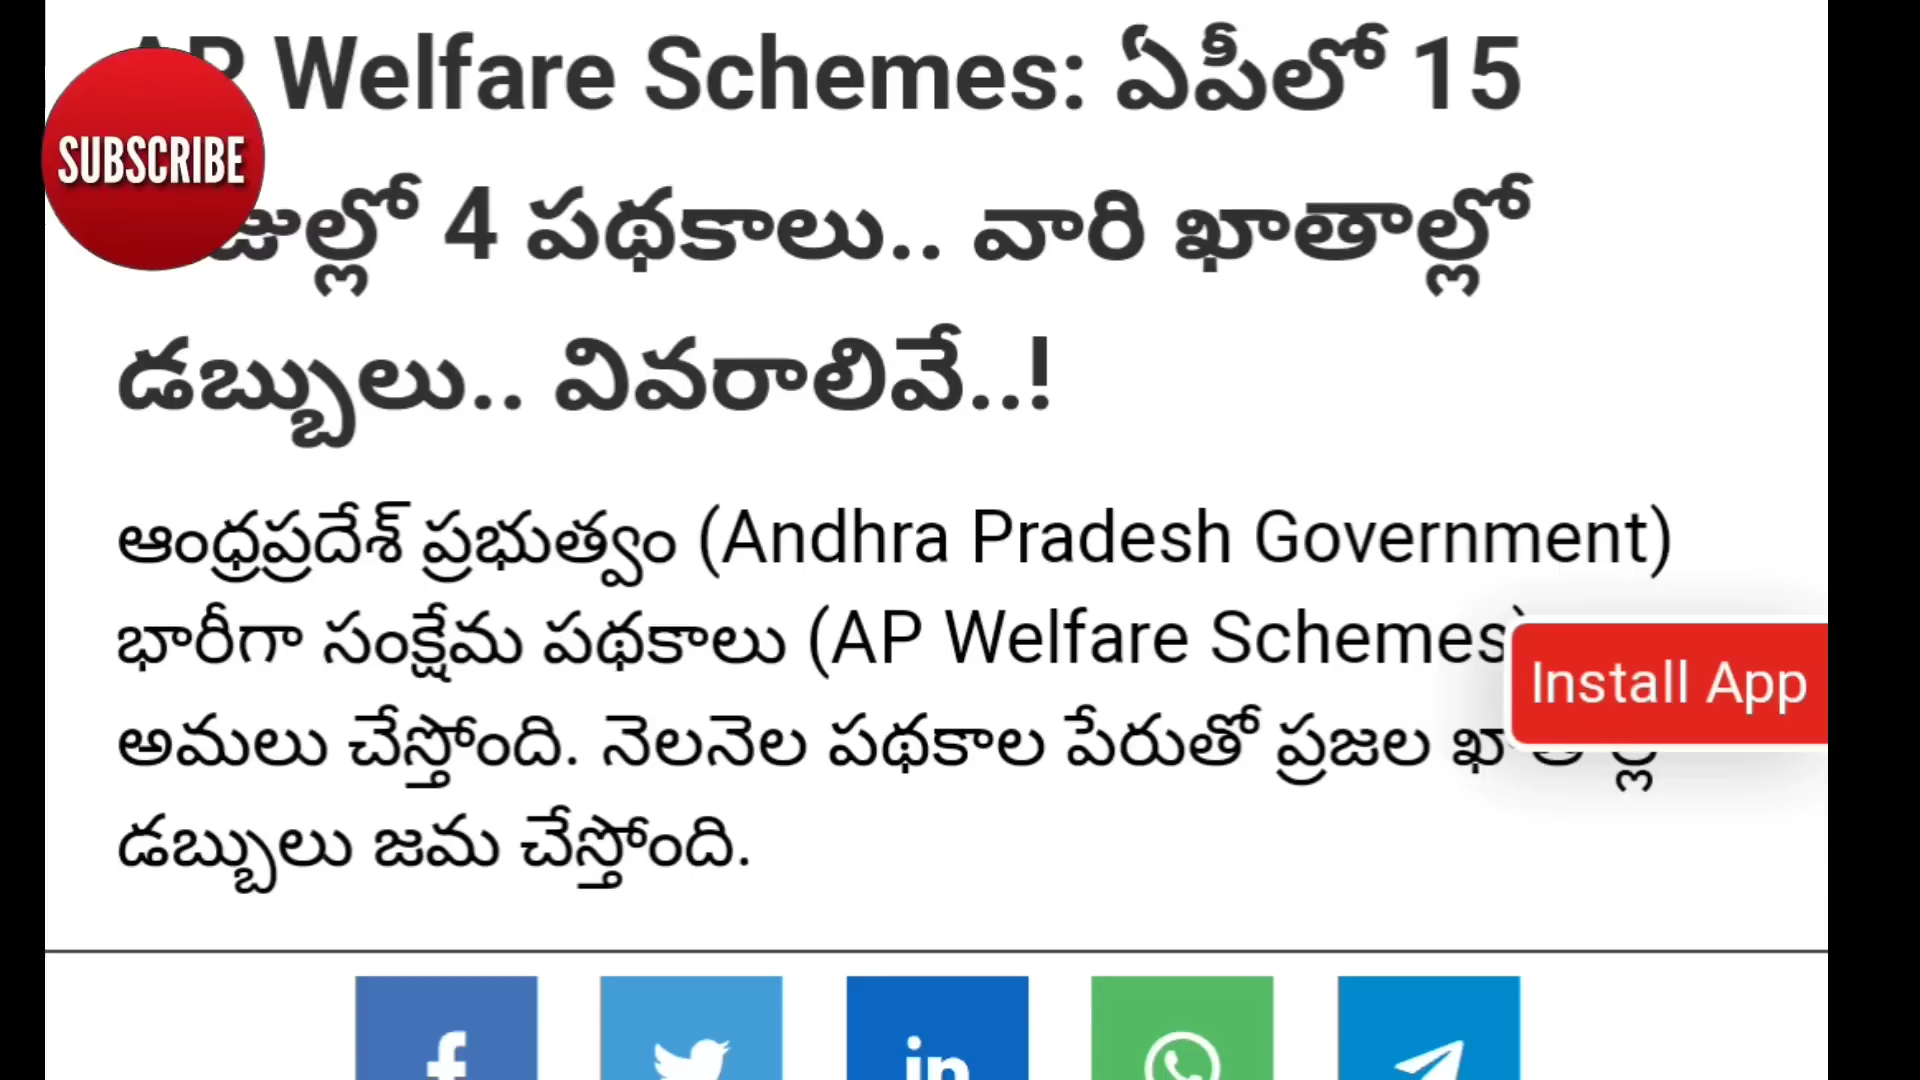 SUBSCRIBE
Welfare Schemes: ఏపీలో 15
4 పథకాలు.. వారి ఖాతాల్లో
డబ్బులు.. వివరాలివే..!
ఆంధ్రప్రదేశ్ ప్రభుత్వం (Andhra Pradesh Government)
భారీగా సంక్షేమ పథకాలు (AP Welfare Schemes)
Install App
అమలు చేస్తోంది. నెలనెల పథకాల పేరుతో ప్రజల
డబ్బులు జమ చేస్తోంది.